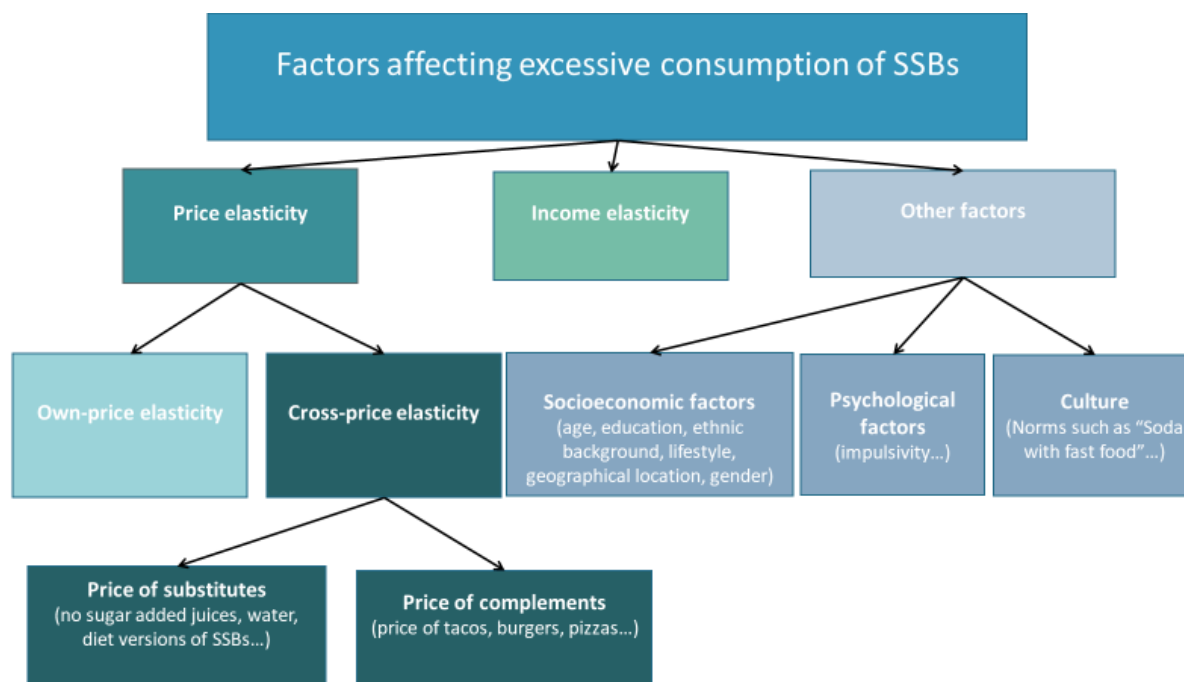 Factors affecting excessive consumption of SSBs
Price elasticity
Income elasticity
Other factors
Own-price elasticity
Cross-price elasticity
Socioeconomic factors
(age, education, ethnic
background, lifestyle,
geographical location, gender)
Psychological
factors
(impulsivity…)
Culture
(Norms such as “Soda
with fast food”…)
Price of substitutes
(no sugar added juices, water,
diet versions of SSBs…)
Price of complements
(price of tacos, burgers, pizzas…)